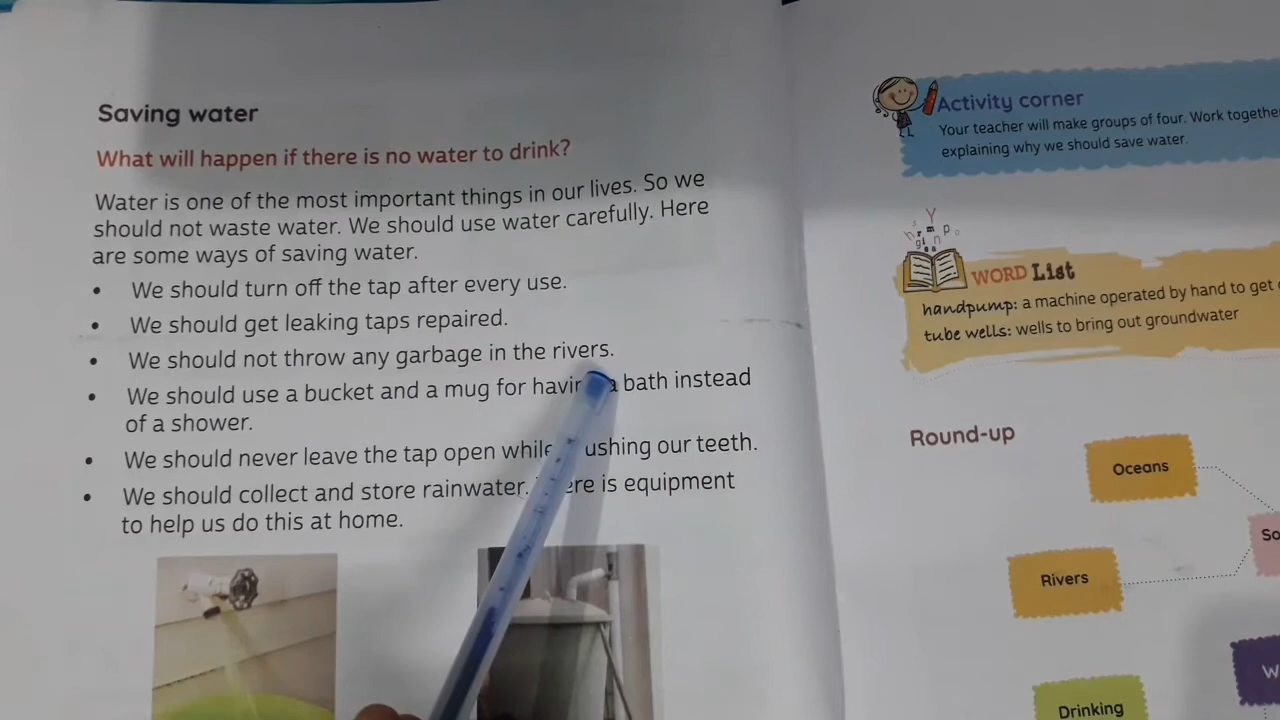 Saving water
What will happen if there is no water to drink?
Water is one of the most important things in our lives. So we
should not waste water. We should use water carefully. Here
are some ways of saving water.
• We should turn off the tap after every use.
• We should get leaking taps repaired.
• We should not throw any garbage in the rivers.
• We should use a bucket and a mug for having a bath instead
of a shower.
• We should never leave the tap open while brushing our teeth.
• We should collect and store rainwater. There is equipment
to help us do this at home.
Activity corner
Your teacher will make groups of four. Work together
explaining why we should save water.
WORD List
handpump: a machine operated by hand to get
tube wells: wells to bring out groundwater
Round-up
Oceans
Rivers
Drinking